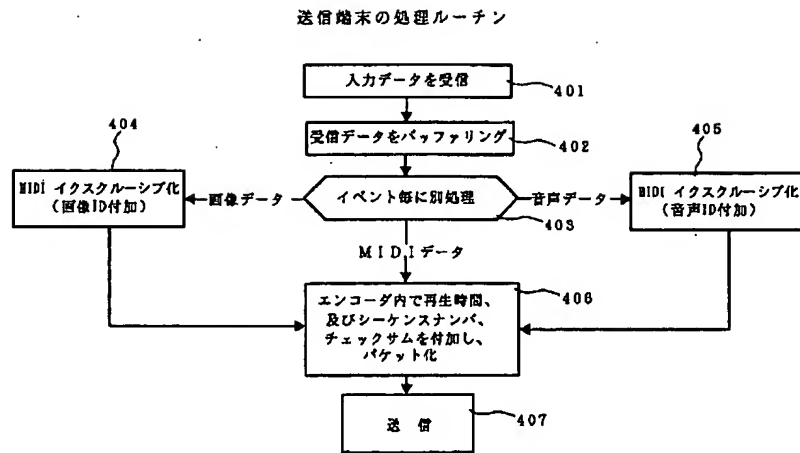 送信端末の処理ルーチン
入力データを受信
401
受信データをバッファリング
402
404
405
MIDI イクスクルーシブ化
(画像ID付加)
画像データ
イベント毎に別処理
403
音声データ
MIDI イクスクルーシブ化
(音声ID付加)
MIDIデータ
エンコーダ内で再生時間、
及びシーケンスナンバ、
チェックサムを付加し、
パケット化
406
送 信
407